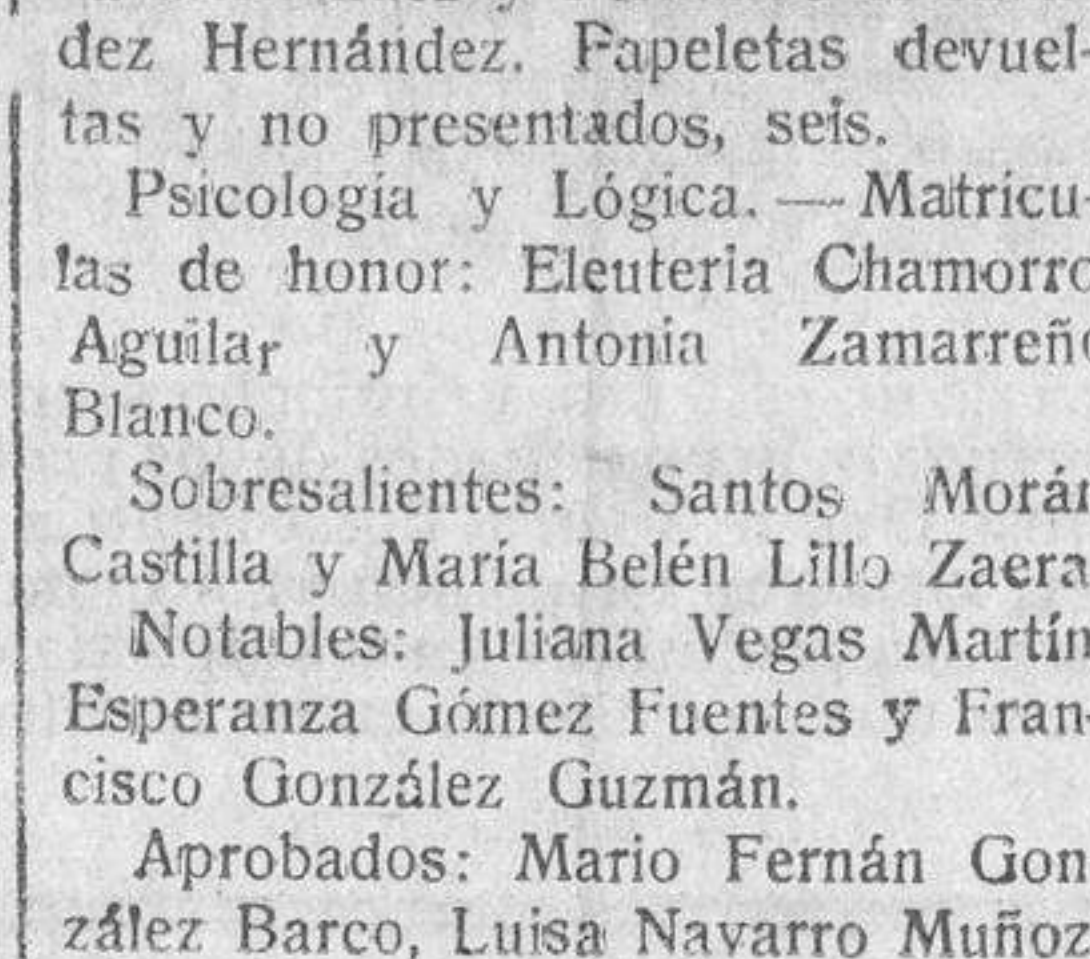 dez Hernández. Papeletas devuel-
tas y no presentados, seis.
Psicología y Lógica.—Matrícu-
las de honor: Eleuteria Chamorro
Aguilar y Antonia Zamarreño
Blanco.
Sobresalientes: Santos Morán
Castilla y María Belén Lillo Zaera
Notables: Juliana Vegas Martín
Esperanza Gómez Fuentes y Fran-
cisco González Guzmán.
Aprobados: Mario Fernán Gon
zález Barco, Luisa Navarro Muñoz